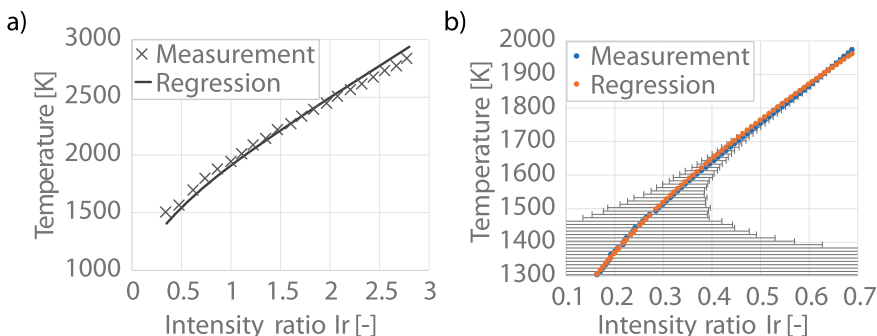 a)
3000
2500
2000
1500
1000
Temperature [K]
× Measurement
Regression
0 0.5 1 1.5 2 2.5 3
Intensity ratio Ir [-]
b)
2000
1900
1800
1700
1600
1500
1400
1300
Temperature [K]
Measurement
Regression
0.1 0.2 0.3 0.4 0.5 0.6 0.7
Intensity ratio Ir [-]